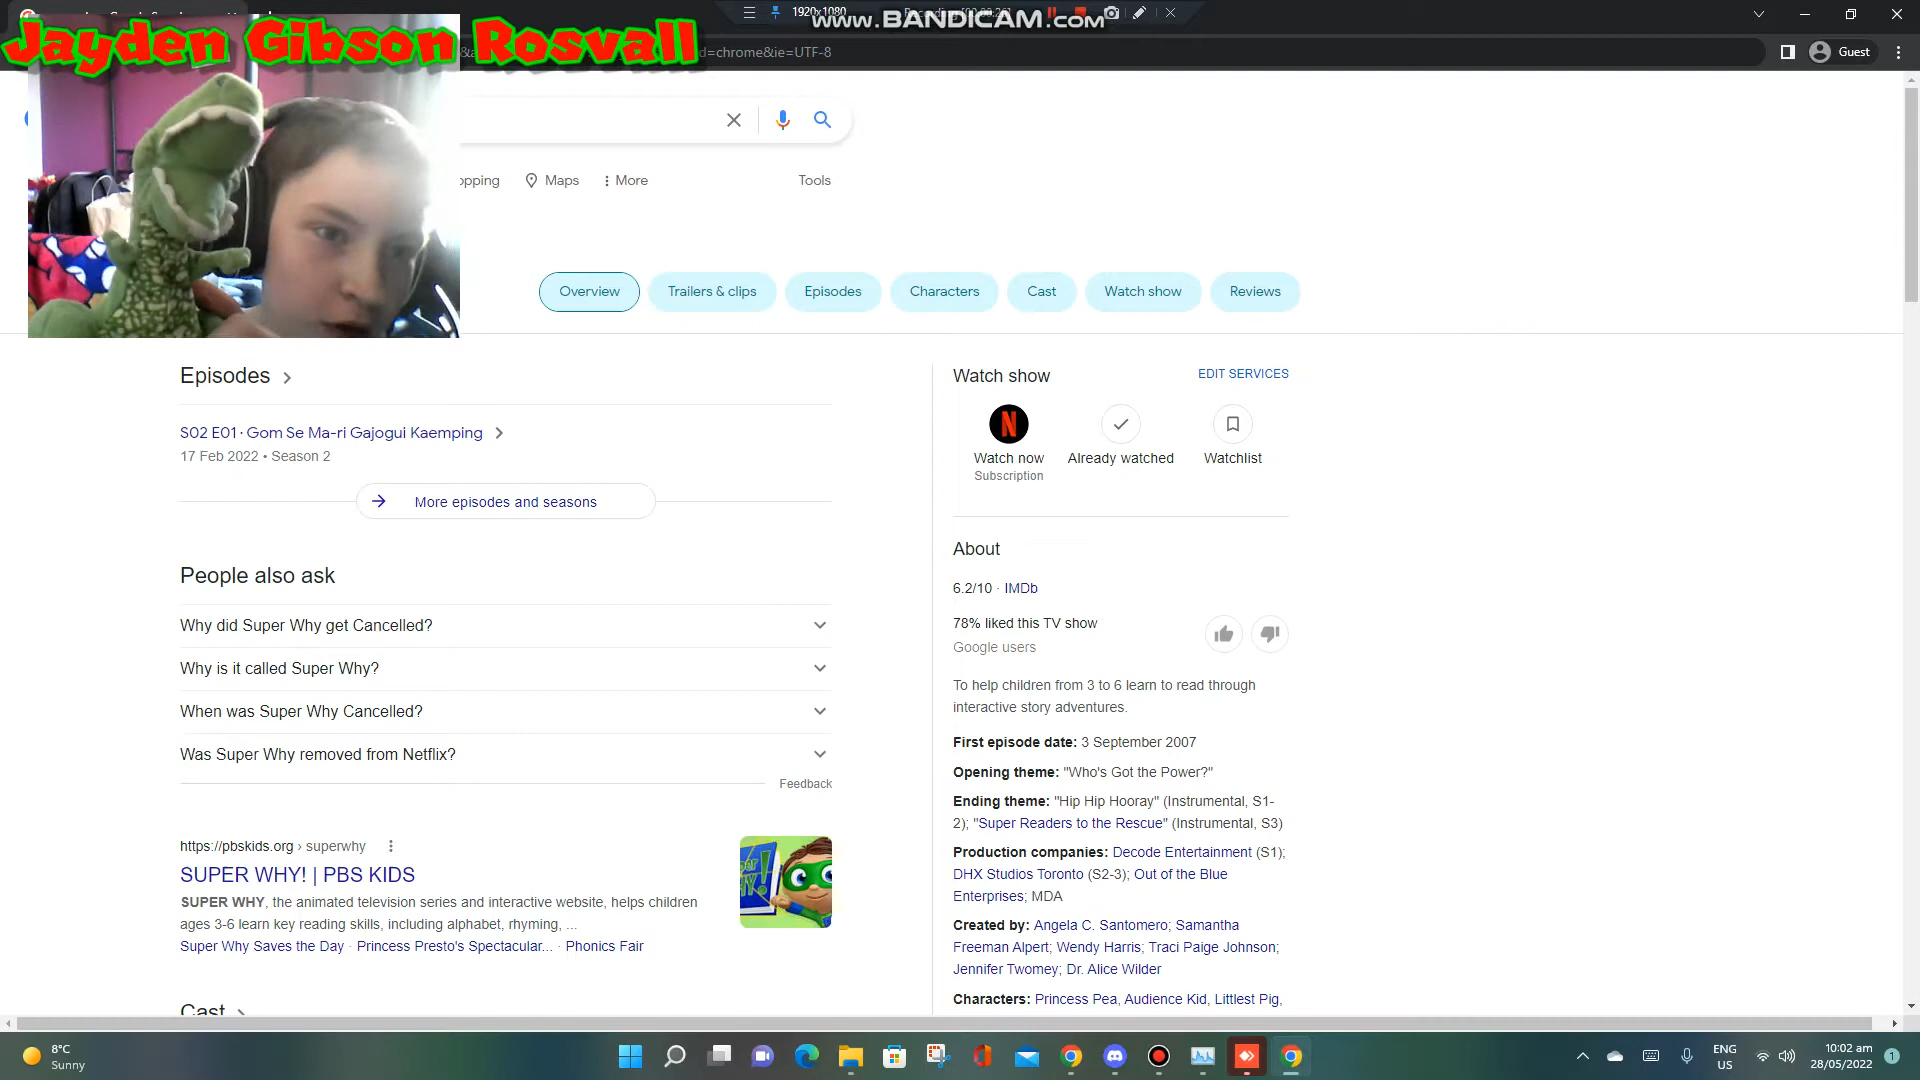 1920x1080
www.BANDICAM.com
Jayden Gibson Rosvall
d=chrome&ie=UTF-8
Guest
opping
Maps
More
Tools
Overview
Trailers & clips
Episodes
Characters
Cast
Watch show
Reviews
Episodes
S02 E01 · Gom Se Ma-ri Gajogui Kaemping
17 Feb 2022 • Season 2
More episodes and seasons
People also ask
Why did Super Why get Cancelled?
Why is it called Super Why?
When was Super Why Cancelled?
Was Super Why removed from Netflix?
Feedback
https://pbskids.org › superwhy
SUPER WHY! | PBS KIDS
SUPER WHY, the animated television series and interactive website, helps children
ages 3-6 learn key reading skills, including alphabet, rhyming, ...
Super Why Saves the Day · Princess Presto's Spectacular... · Phonics Fair
Cast
Watch show
EDIT SERVICES
Watch now
Subscription
Already watched
Watchlist
About
6.2/10 · IMDb
78% liked this TV show
Google users
To help children from 3 to 6 learn to read through
interactive story adventures.
First episode date: 3 September 2007
Opening theme: "Who's Got the Power?"
Ending theme: "Hip Hip Hooray" (Instrumental, S1-
2); "Super Readers to the Rescue" (Instrumental, S3)
Production companies: Decode Entertainment (S1);
DHX Studios Toronto (S2-3); Out of the Blue
Enterprises; MDA
Created by: Angela C. Santomero; Samantha
Freeman Alpert; Wendy Harris; Traci Paige Johnson;
Jennifer Twomey; Dr. Alice Wilder
Characters: Princess Pea, Audience Kid, Littlest Pig,
8°C
Sunny
ENG
US
10:02 am
28/05/2022
1